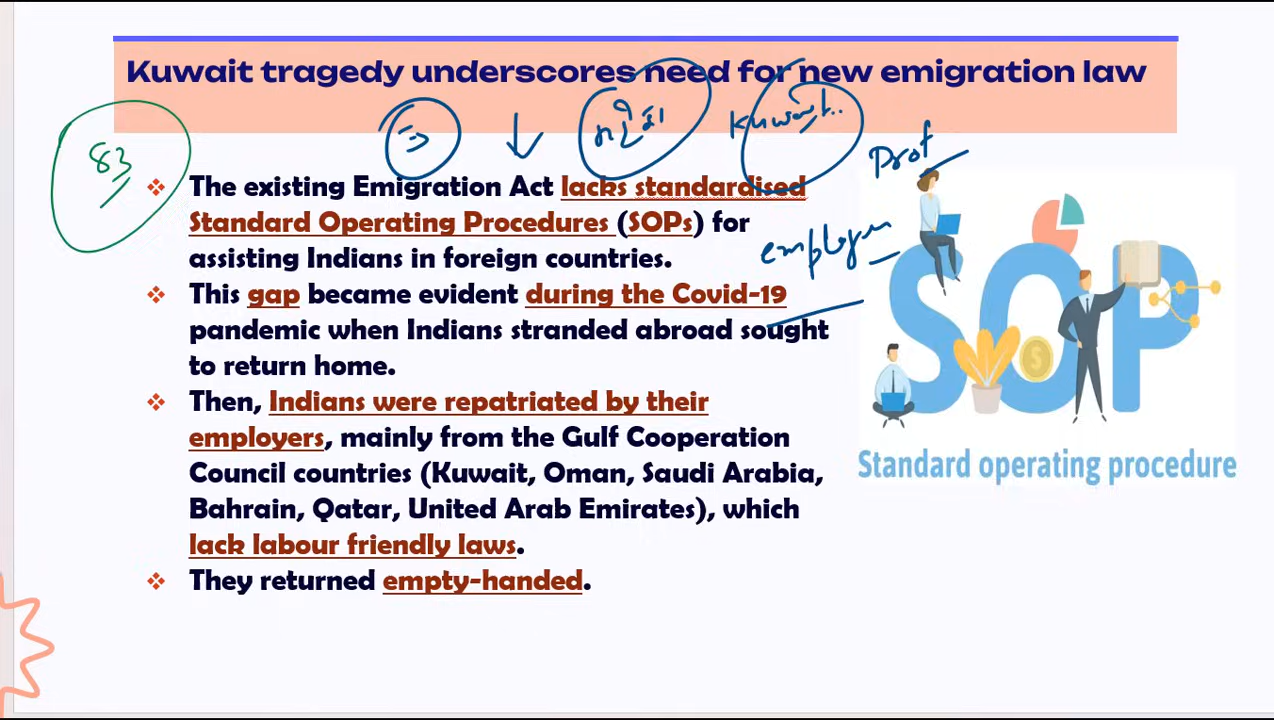 Kuwait tragedy underscores need for new emigration law
83
Kuwait..
Prof
❖ The existing Emigration Act lacks standardised
Standard Operating Procedures (SOPs) for
assisting Indians in foreign countries.
❖ This gap became evident during the Covid-19
pandemic when Indians stranded abroad sought
to return home.
❖ Then, Indians were repatriated by their
employers, mainly from the Gulf Cooperation
Council countries (Kuwait, Oman, Saudi Arabia,
Bahrain, Qatar, United Arab Emirates), which
lack labour friendly laws.
❖ They returned empty-handed.
SOP
Standard operating procedure